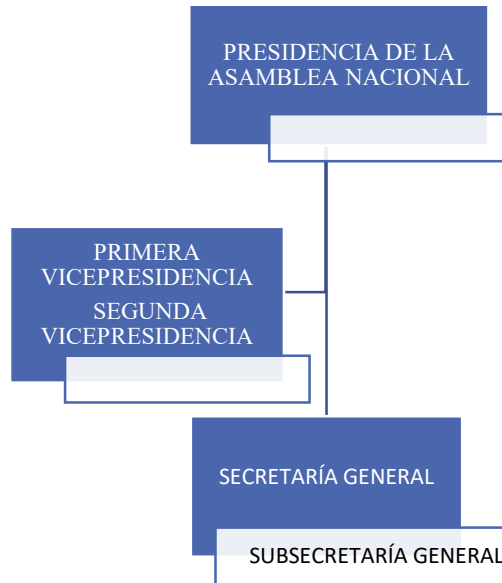 PRESIDENCIA DE LA
ASAMBLEA NACIONAL
PRIMERA
VICEPRESIDENCIA
SEGUNDA
VICEPRESIDENCIA
SECRETARÍA GENERAL
SUBSECRETARÍA GENERAL